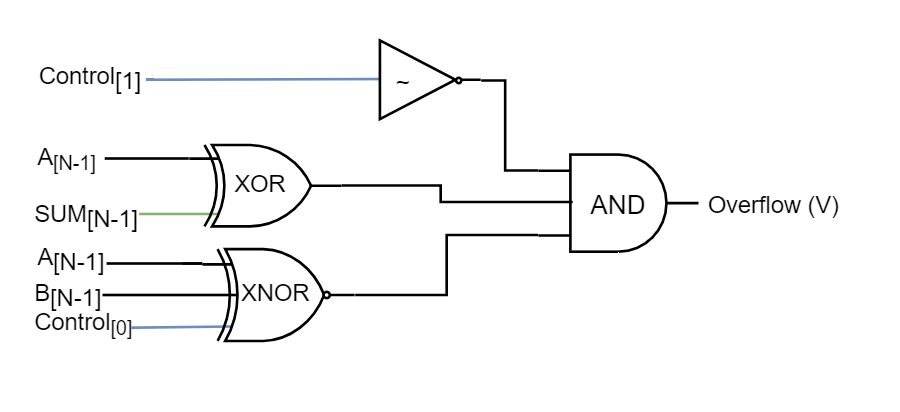 Control[1]
~
A[N-1]
XOR
SUM[N-1]
AND
Overflow (V)
A[N-1]
B[N-1]
XNOR
Control[0]